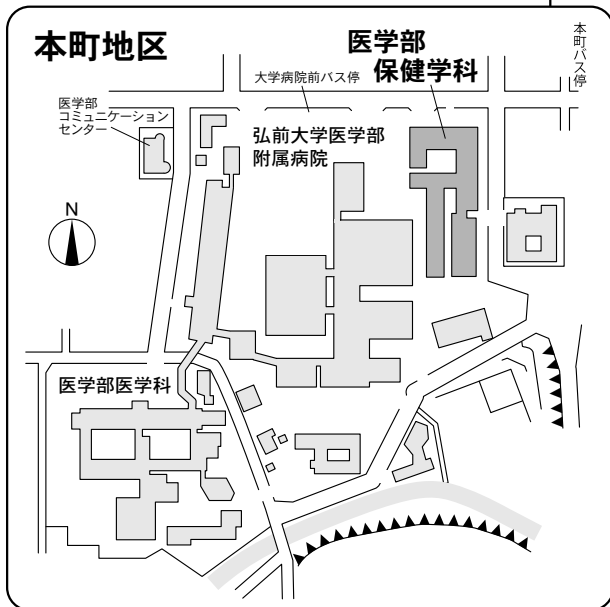 本町地区
医学部
保健学科
本町バス停
大学病院前バス停
医学部
コミュニケーション
センター
弘前大学医学部
附属病院
N
医学部医学科